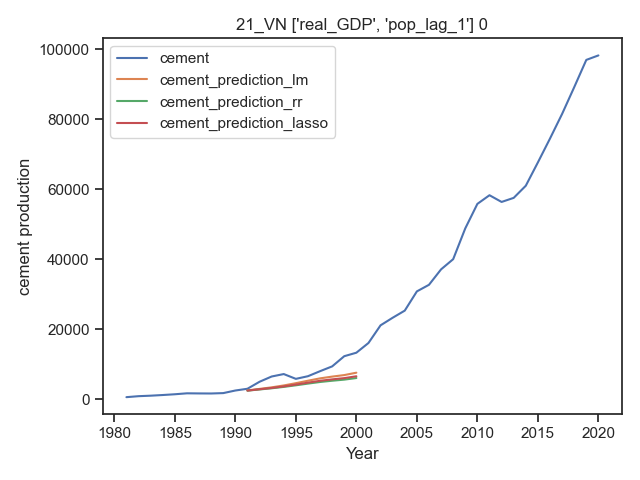 21_VN ['real_GDP', 'pop_lag_1'] 0
cement
cement_prediction_lm
cement_prediction_rr
cement_prediction_lasso
cement production
100000
80000
60000
40000
20000
0
1980
1985
1990
1995
2000
2005
2010
2015
2020
Year